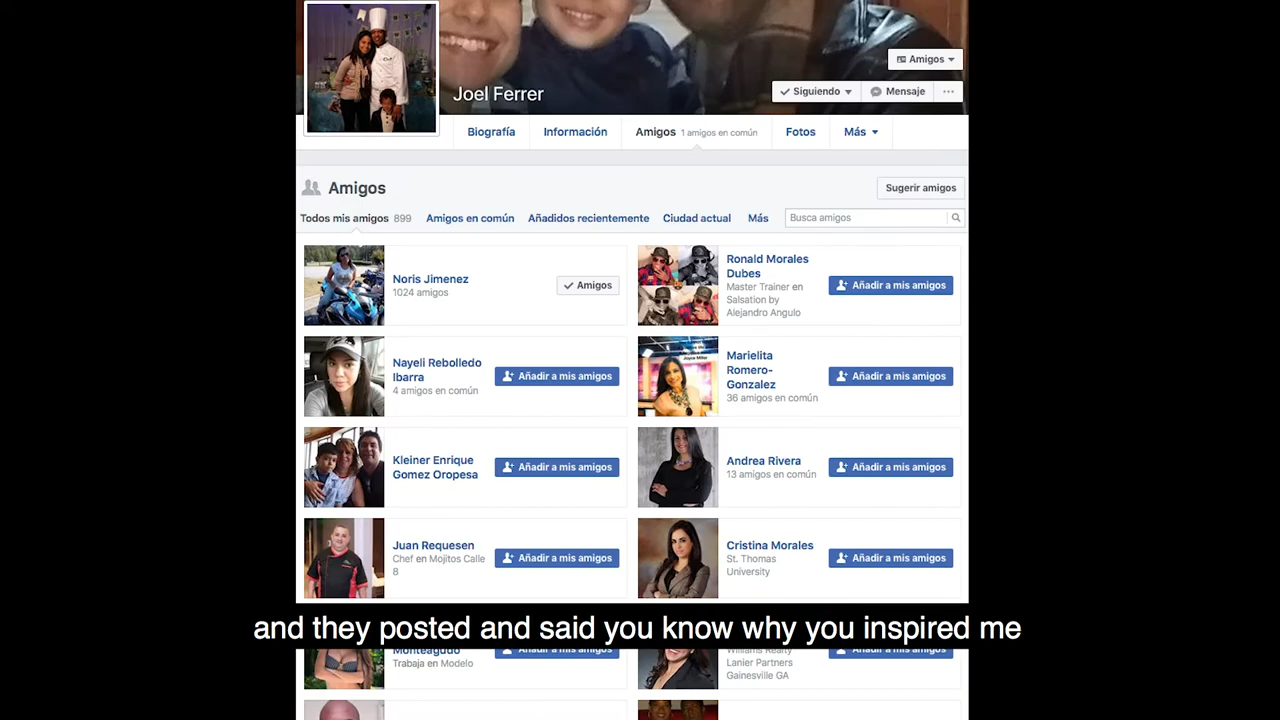 Joel Ferrer
Amigos
Siguiendo
Mensaje
Biografía
Información
Amigos 1 amigos en común
Fotos
Más
Amigos
Sugerir amigos
Todos mis amigos 899
Amigos en común
Añadidos recientemente
Ciudad actual
Más
Busca amigos
Noris Jimenez
1024 amigos
Amigos
Ronald Morales
Dubes
Master Trainer en
Salsation by
Alejandro Angulo
Añadir a mis amigos
Nayeli Rebolledo
Ibarra
4 amigos en común
Añadir a mis amigos
Marielita
Romero-
Gonzalez
36 amigos en común
Añadir a mis amigos
Kleiner Enrique
Gomez Oropesa
Añadir a mis amigos
Andrea Rivera
13 amigos en común
Añadir a mis amigos
Juan Requesen
Chef en Mojitos Calle
8
Añadir a mis amigos
Cristina Morales
St. Thomas
University
Añadir a mis amigos
and they posted and said you know why you inspired me
Monteagudo
Trabaja en Modelo
Añadir a mis amigos
Williams Realty
Lanier Partners
Gainesville GA
Añadir a mis amigos